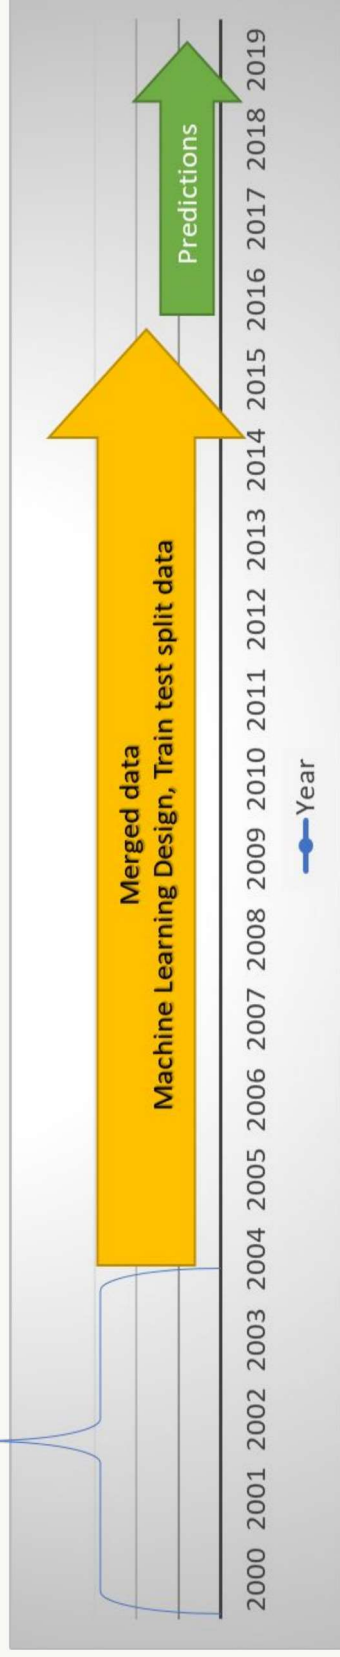 Merged data
Machine Learning Design, Train test split data
Predictions
2000 2001 2002 2003 2004 2005 2006 2007 2008 2009 2010 2011 2012 2013 2014 2015 2016 2017 2018 2019
Year